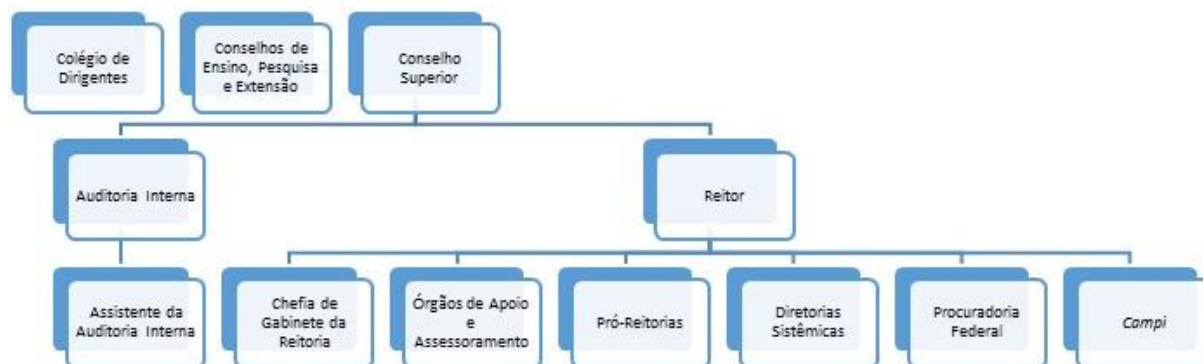 Colégio de
Dirigentes
Conselhos de
Ensino, Pesquisa
e Extensão
Conselho
Superior
Auditoria Interna
Reitor
Assistente da
Auditoria Interna
Chefia de
Gabinete da
Reitoria
Órgãos de Apoio
e
Assessoramento
Pró-Reitorias
Diretorias
Sistêmicas
Procuradoria
Federal
Campi